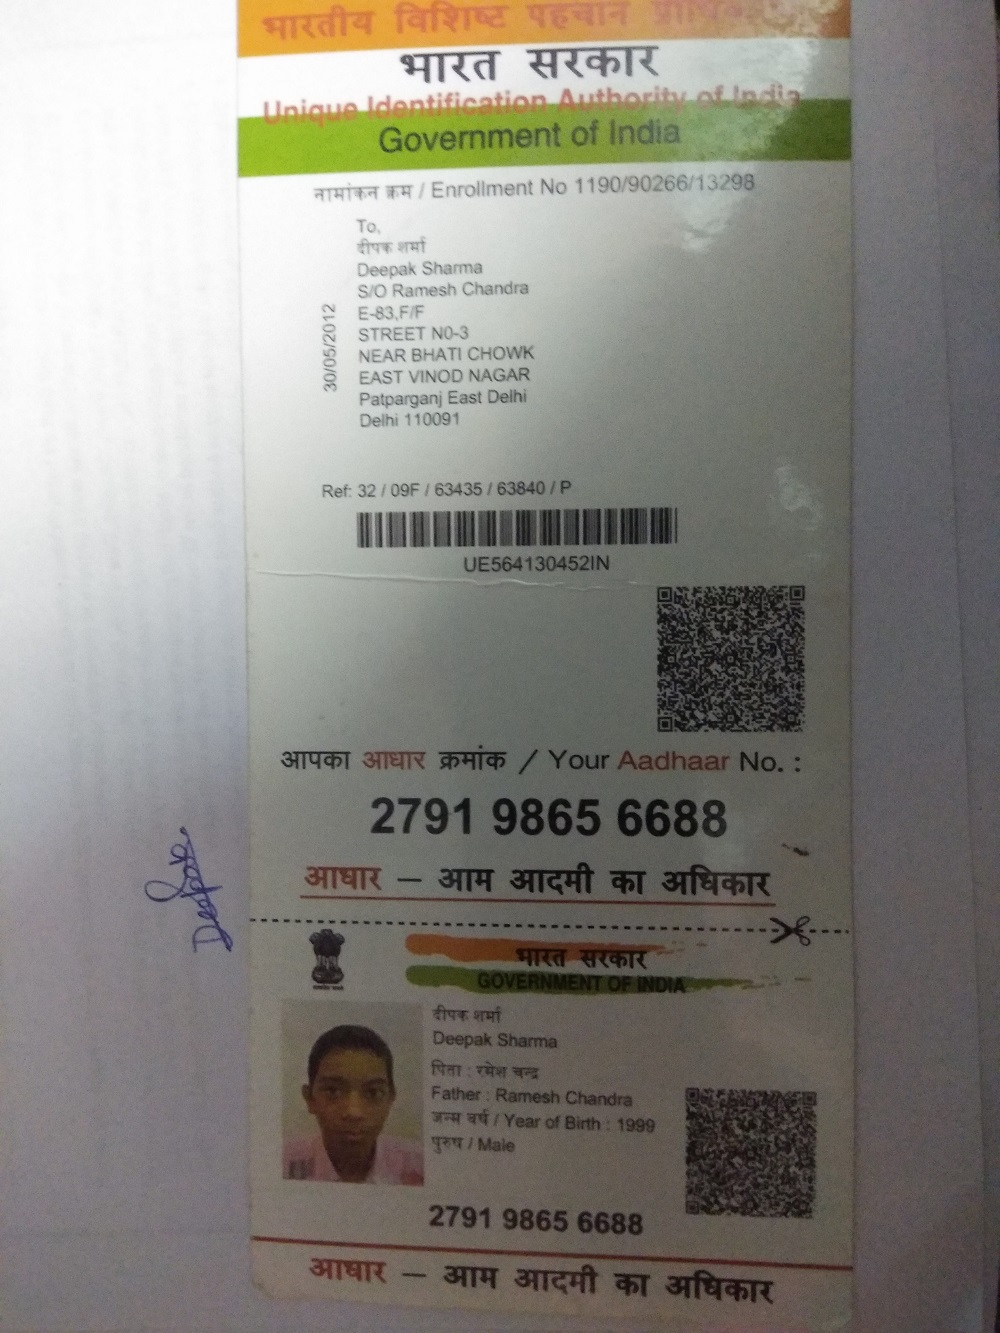 भारतीय विशिष्ट पहचान
भारत सरकार
Unique Identification Authority of India
Government of India
नामांकन क्रम / Enrollment No 1190/90266/13298
To,
दीपक शर्मा
Deepak Sharma
S/O Ramesh Chandra
E-83,F/F
STREET N0-3
NEAR BHATI CHOWK
EAST VINOD NAGAR
Patparganj East Delhi
Delhi 110091
30/05/2012
Ref: 32 / 09F / 63435 / 63840 / P
UE564130452IN
आपका आधार क्रमांक / Your Aadhaar No. :
2791 9865 6688
आधार – आम आदमी का अधिकार
Deepak
भारत सरकार
GOVERNMENT OF INDIA
दीपक शर्मा
Deepak Sharma
पिता : रमेश चन्द्र
Father : Ramesh Chandra
जन्म वर्ष / Year of Birth : 1999
पुरुष / Male
2791 9865 6688
आधार – आम आदमी का अधिकार